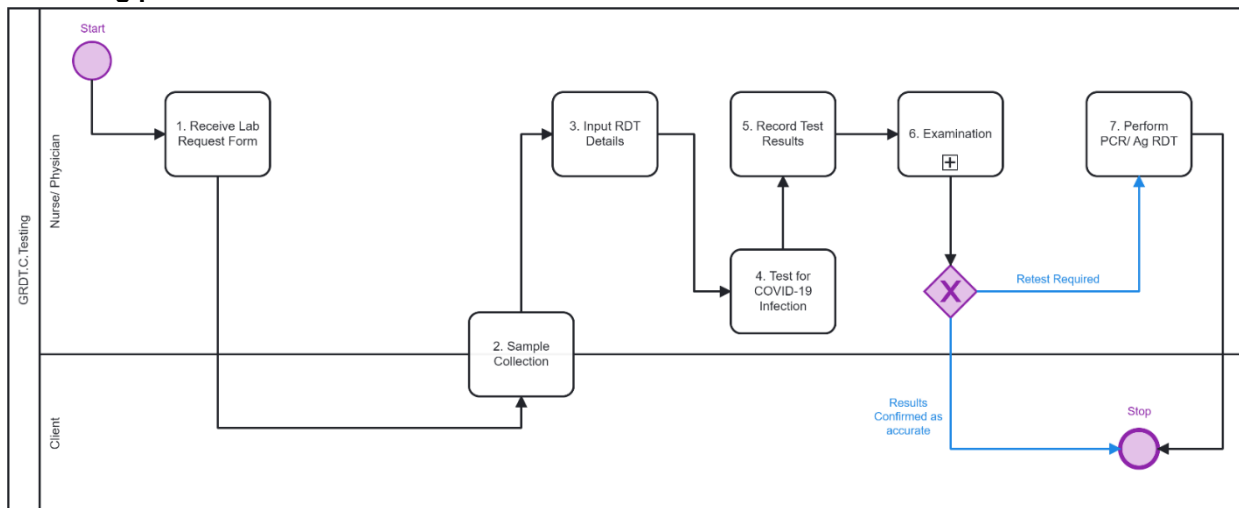 GRDT.C.Testing
Nurse/ Physician
Client
Start
1. Receive Lab
Request Form
2. Sample
Collection
3. Input RDT
Details
4. Test for
COVID-19
Infection
5. Record Test
Results
6. Examination
X
Retest Required
7. Perform
PCR/ Ag RDT
Results
Confirmed as
accurate
Stop